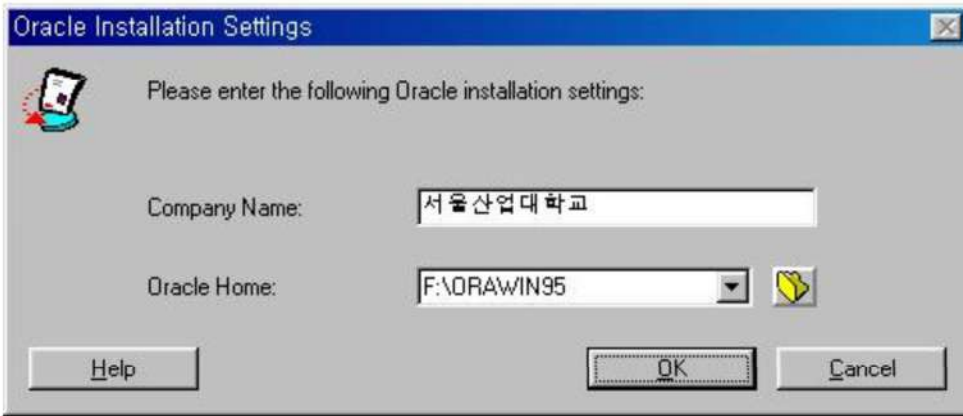 Oracle Installation Settings
Please enter the following Oracle installation settings:
Company Name: 서울산업대학교
Oracle Home: F:\ORAWIN95
Help OK Cancel